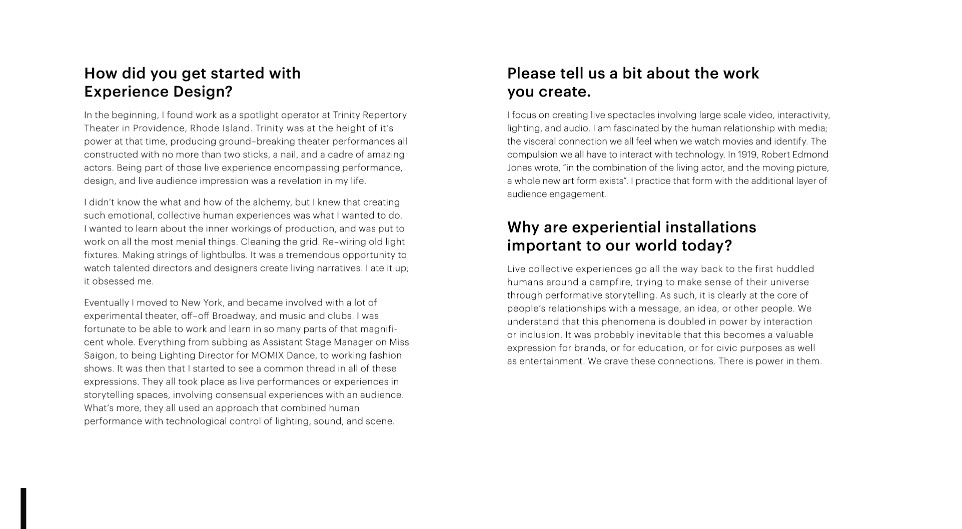 How did you get started with
Experience Design?
In the beginning, I found work as a spotlight operator at Trinity Repertory
Theater in Providence, Rhode Island. Trinity was at the height of it's
power at that time, producing ground-breaking theater performances all
constructed with no more than two sticks, a nail, and a cadre of amazing
actors. Being part of those live experience encompassing performance,
design, and live audience impression was a revelation in my life.
I didn't know the what and how of the alchemy, but I knew that creating
such emotional, collective human experiences was what I wanted to do.
I wanted to learn about the inner workings of production, and was put to
work on all the most menial things. Cleaning the grid. Re-wiring old light
fixtures. Making strings of lightbulbs. It was a tremendous opportunity to
watch talented directors and designers create living narratives. I ate it up;
it obsessed me.
Eventually I moved to New York, and became involved with a lot of
experimental theater, off-off Broadway, and music and clubs. I was
fortunate to be able to work and learn in so many parts of that magnifi-
cent whole. Everything from subbing as Assistant Stage Manager on Miss
Saigon, to being Lighting Director for MOMIX Dance, to working fashion
shows. It was then that I started to see a common thread in all of these
expressions. They all took place as live performances or experiences in
storytelling spaces, involving consensual experiences with an audience.
What's more, they all used an approach that combined human
performance with technological control of lighting, sound, and scene.
Please tell us a bit about the work
you create.
I focus on creating live spectacles involving large scale video, interactivity,
lighting, and audio. I am fascinated by the human relationship with media;
the visceral connection we all feel when we watch movies and identify. The
compulsion we all have to interact with technology. In 1919, Robert Edmond
Jones wrote, "in the combination of the living actor, and the moving picture,
a whole new art form exists". I practice that form with the additional layer of
audience engagement.
Why are experiential installations
important to our world today?
Live collective experiences go all the way back to the first huddled
humans around a campfire, trying to make sense of their universe
through performative storytelling. As such, it is clearly at the core of
people's relationships with a message, an idea, or other people. We
understand that this phenomena is doubled in power by interaction
or inclusion. It was probably inevitable that this becomes a valuable
expression for brands, or for education, or for civic purposes as well
as entertainment. We crave these connections. There is power in them.